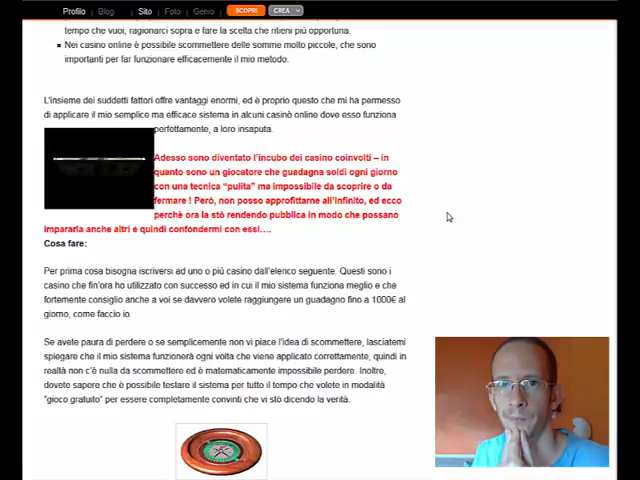 Profilo Blog Sito Foto Genio SCOPRI CREA
tempo che vuoi, ragionarci sopra e fare la scelta che ritieni più opportuna.
Nei casino online è possibile scommettere delle somme molto piccole, che sono
importanti per far funzionare efficacemente il mio metodo.
L'insieme dei suddetti fattori offre vantaggi enormi, ed è proprio questo che mi ha permesso
di applicare il mio semplice ma efficace sistema in alcuni casinò online dove esso funziona
perfettamente, a loro insaputa.
Adesso sono diventato l'incubo dei casino coinvolti – in
quanto sono un giocatore che guadagna soldi ogni giorno
con una tecnica "pulita" ma impossibile da scoprire o da
fermare ! Però, non posso approfittarne all'infinito, ed ecco
perchè ora la stò rendendo pubblica in modo che possano
impararla anche altri e quindi confondermi con essi….
Cosa fare:
Per prima cosa bisogna iscriversi ad uno o più casino dall'elenco seguente. Questi sono i
casino che fin'ora ho utilizzato con successo ed in cui il mio sistema funziona meglio e che
fortemente consiglio anche a voi se davvero volete raggiungere un guadagno fino a 1000€ al
giorno, come faccio io.
Se avete paura di perdere o se semplicemente non vi piace l'idea di scommettere, lasciatemi
spiegare che il mio sistema funzionerà ogni volta che viene applicato correttamente, quindi in
realtà non c'è nulla da scommettere ed è matematicamente impossibile perdere. Inoltre,
dovete sapere che è possibile testare il sistema per tutto il tempo che volete in modalità
"gioco gratuito" per essere completamente convinti che vi stò dicendo la verità.